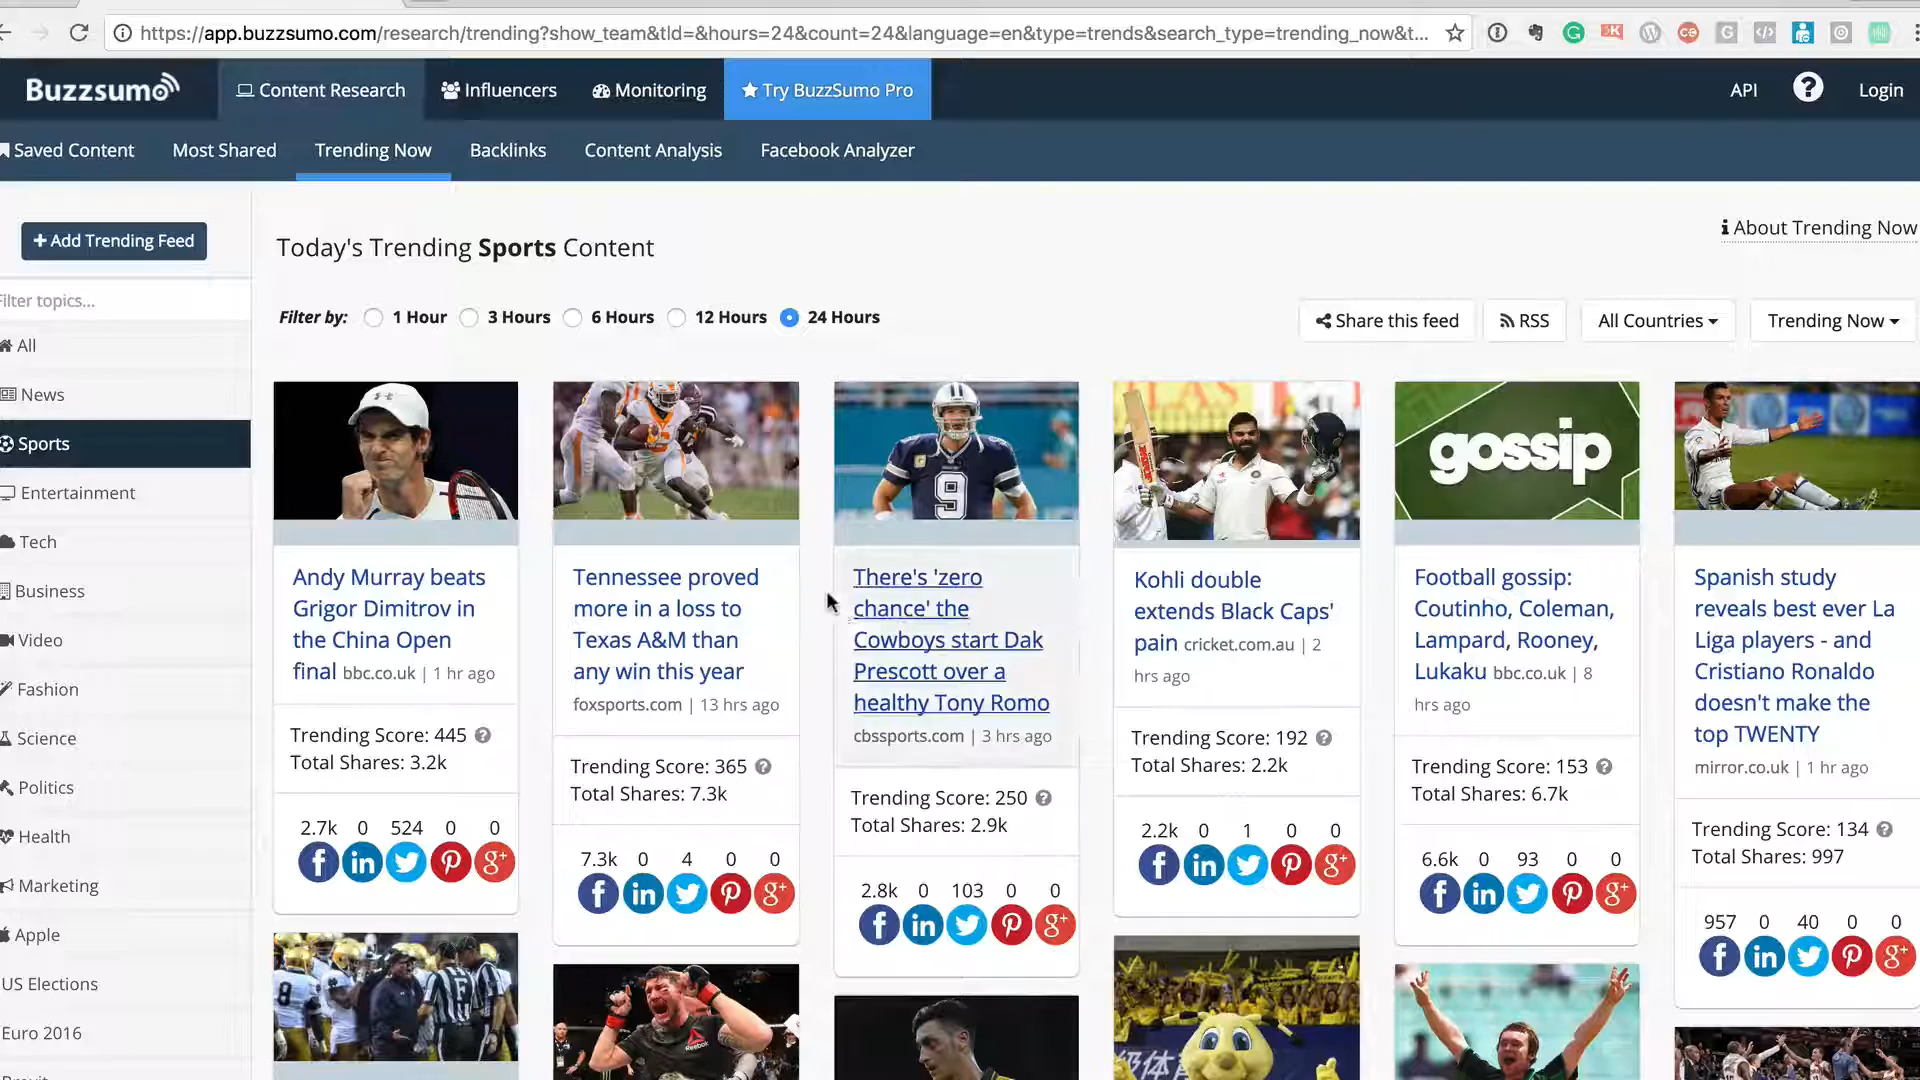 https://app.buzzsumo.com/research/trending?show_team&tld=&hours=24&count=24&language=en&type=trends&search_type=trending_now&t...
Buzzsumo
Content Research
Influencers
Monitoring
Try BuzzSumo Pro
API
?
Login
Saved Content
Most Shared
Trending Now
Backlinks
Content Analysis
Facebook Analyzer
+ Add Trending Feed
Filter topics...
All
News
Sports
Entertainment
Tech
Business
Video
Fashion
Science
Politics
Health
Marketing
Apple
US Elections
Euro 2016
Today's Trending Sports Content
About Trending Now
Filter by:
1 Hour
3 Hours
6 Hours
12 Hours
24 Hours
Share this feed
RSS
All Countries
Trending Now
Andy Murray beats
Grigor Dimitrov in
the China Open
final bbc.co.uk | 1 hr ago
Trending Score: 445
Total Shares: 3.2k
2.7k 0 524 0 0
Tennessee proved
more in a loss to
Texas A&M than
any win this year
foxsports.com | 13 hrs ago
Trending Score: 365
Total Shares: 7.3k
7.3k 0 4 0 0
9
There's 'zero
chance' the
Cowboys start Dak
Prescott over a
healthy Tony Romo
cbssports.com | 3 hrs ago
Trending Score: 250
Total Shares: 2.9k
2.8k 0 103 0 0
Kohli double
extends Black Caps'
pain cricket.com.au | 2
hrs ago
Trending Score: 192
Total Shares: 2.2k
2.2k 0 1 0 0
gossip
Football gossip:
Coutinho, Coleman,
Lampard, Rooney,
Lukaku bbc.co.uk | 8
hrs ago
Trending Score: 153
Total Shares: 6.7k
6.6k 0 93 0 0
Spanish study
reveals best ever La
Liga players - and
Cristiano Ronaldo
doesn't make the
top TWENTY
mirror.co.uk | 1 hr ago
Trending Score: 134
Total Shares: 997
957 0 40 0 0
8
Reebok